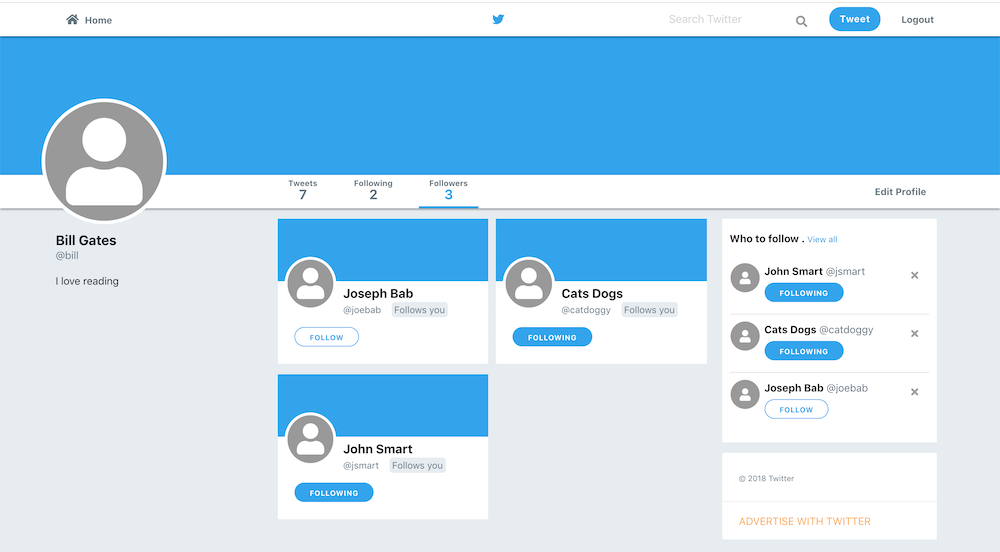 Home
Search Twitter
Tweet
Logout
Tweets
7
Following
2
Followers
3
Edit Profile
Bill Gates
@bill
I love reading
Joseph Bab
@joebab Follows you
FOLLOW
Cats Dogs
@catdoggy Follows you
FOLLOWING
John Smart
@jsmart Follows you
FOLLOWING
Who to follow . View all
John Smart @jsmart
FOLLOWING
Cats Dogs @catdoggy
FOLLOWING
Joseph Bab @joebab
FOLLOW
© 2018 Twitter
ADVERTISE WITH TWITTER